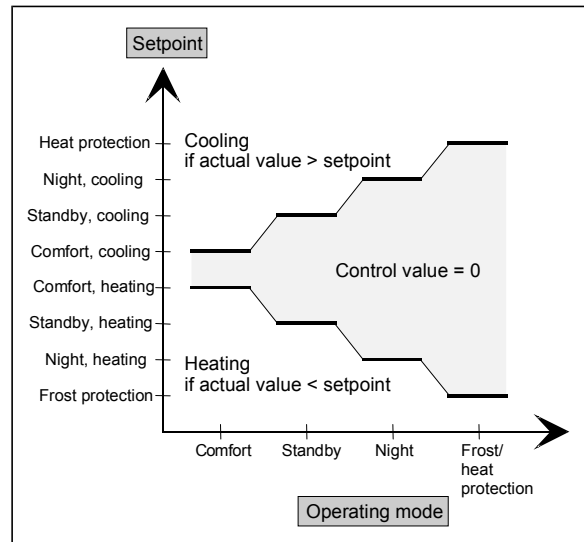 Setpoint
Heat protection
Cooling
if actual value > setpoint
Night, cooling
Standby, cooling
Comfort, cooling
Control value = 0
Comfort, heating
Standby, heating
Night, heating
Heating
if actual value < setpoint
Frost protection
Comfort
Standby
Night
Frost/
heat
protection
Operating mode